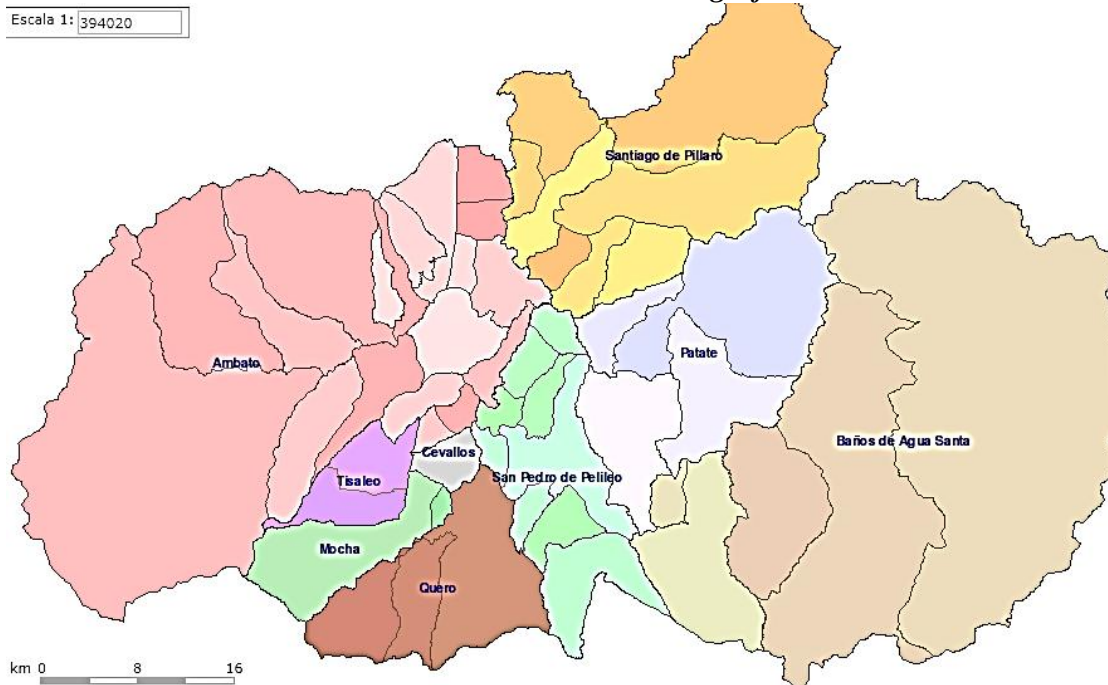 Escala 1: 394020
Santiago de Pillaro
Ambato
Patate
Baños de Agua Santa
Cevallos
Tisaleo
San Pedro de Pelileo
Mocha
Quero
km 0 8 16